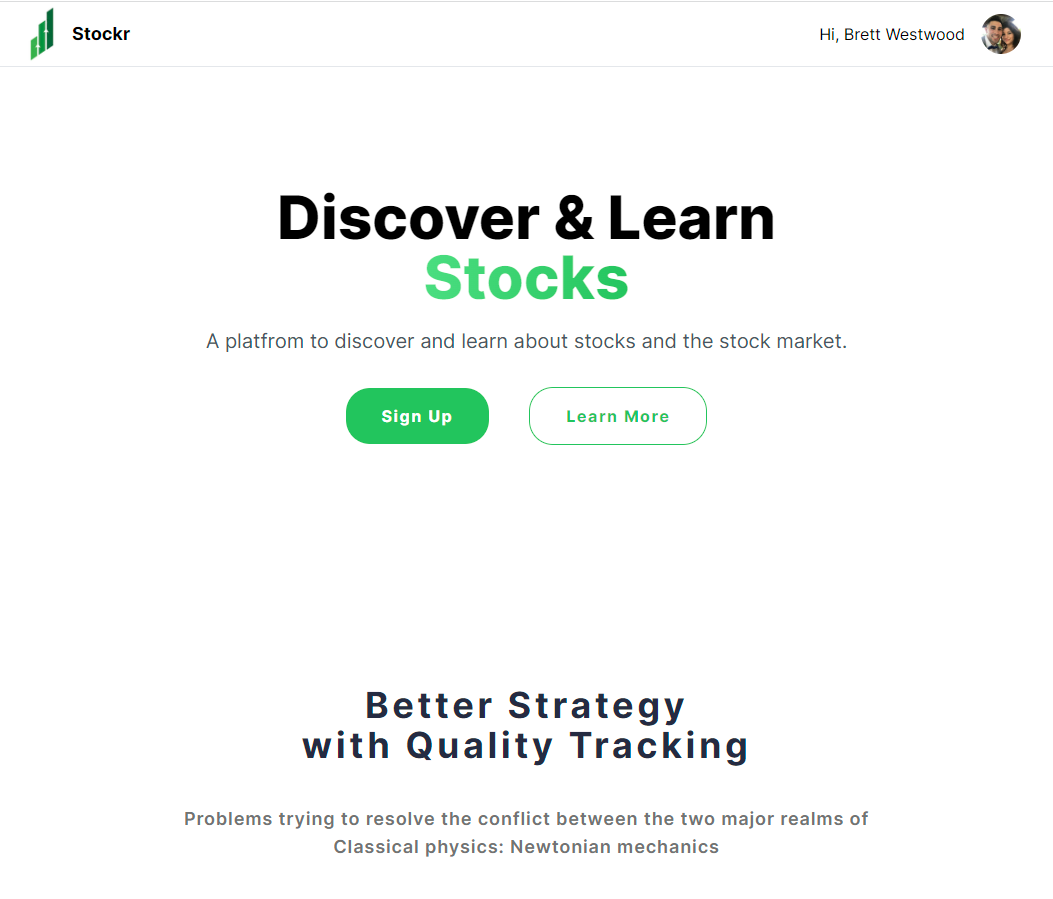 Stockr
Hi, Brett Westwood
Discover & Learn
Stocks
A platfrom to discover and learn about stocks and the stock market.
Sign Up
Learn More
Better Strategy
with Quality Tracking
Problems trying to resolve the conflict between the two major realms of
Classical physics: Newtonian mechanics